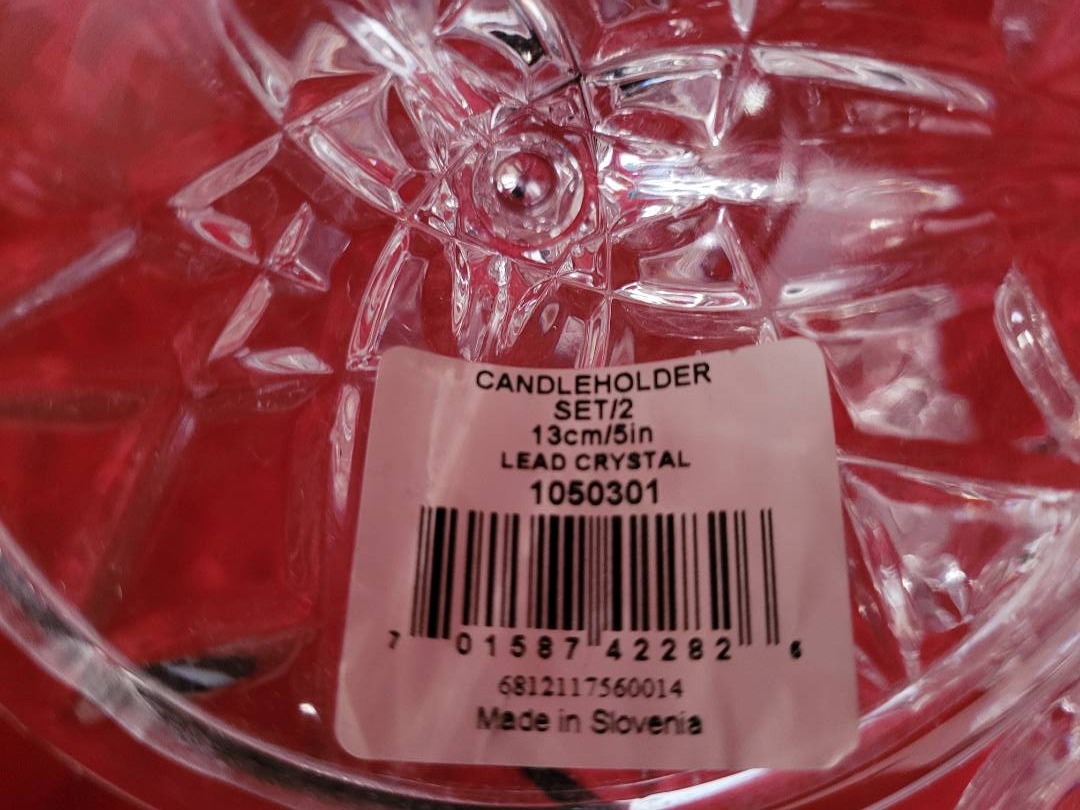 CANDLEHOLDER
SET/2
13cm/5in
LEAD CRYSTAL
1050301
7 01587 42282 6
6812117560014
Made in Slovenia